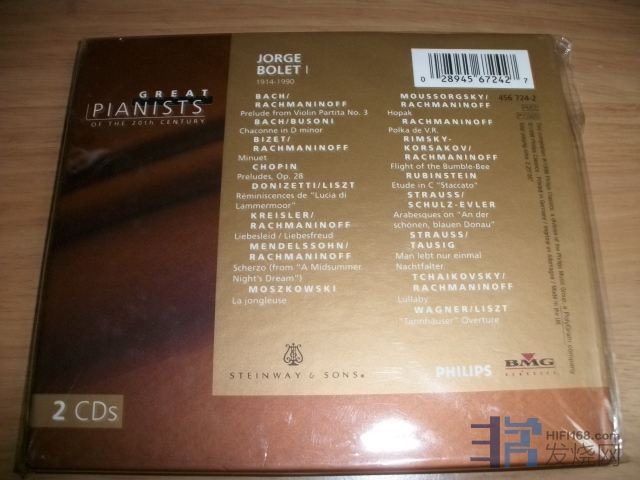 GREAT
PIANISTS
OF THE 20th CENTURY
JORGE
BOLET I
1914-1990
BACH/
RACHMANINOFF
Prelude from Violin Partita No. 3
BACH/BUSONI
Chaconne in D minor
BIZET/
RACHMANINOFF
Minuet
CHOPIN
Preludes, Op. 28
DONIZETTI/LISZT
Réminiscences de "Lucia di
Lammermoor"
KREISLER/
RACHMANINOFF
Liebesleid / Liebesfreud
MENDELSSOHN/
RACHMANINOFF
Scherzo (from "A Midsummer
Night's Dream")
MOSZKOWSKI
La jongleuse
MOUSSORGSKY/
RACHMANINOFF
Hopak
RACHMANINOFF
Polka de V.R.
RIMSKY-
KORSAKOV/
RACHMANINOFF
Flight of the Bumble-Bee
RUBINSTEIN
Etude in C "Staccato"
STRAUSS/
SCHULZ-EVLER
Arabesques on "An der
schönen, blauen Donau"
STRAUSS/
TAUSIG
Man lebt nur einmal
Nachtfalter
TCHAIKOVSKY/
RACHMANINOFF
Lullaby
WAGNER/LISZT
"Tannhäuser" Overture
0 28945 67242 7
456 724-2
STEINWAY & SONS
PHILIPS
BMG
CLASSICS
2 CDs
HIFI168.com
发烧网